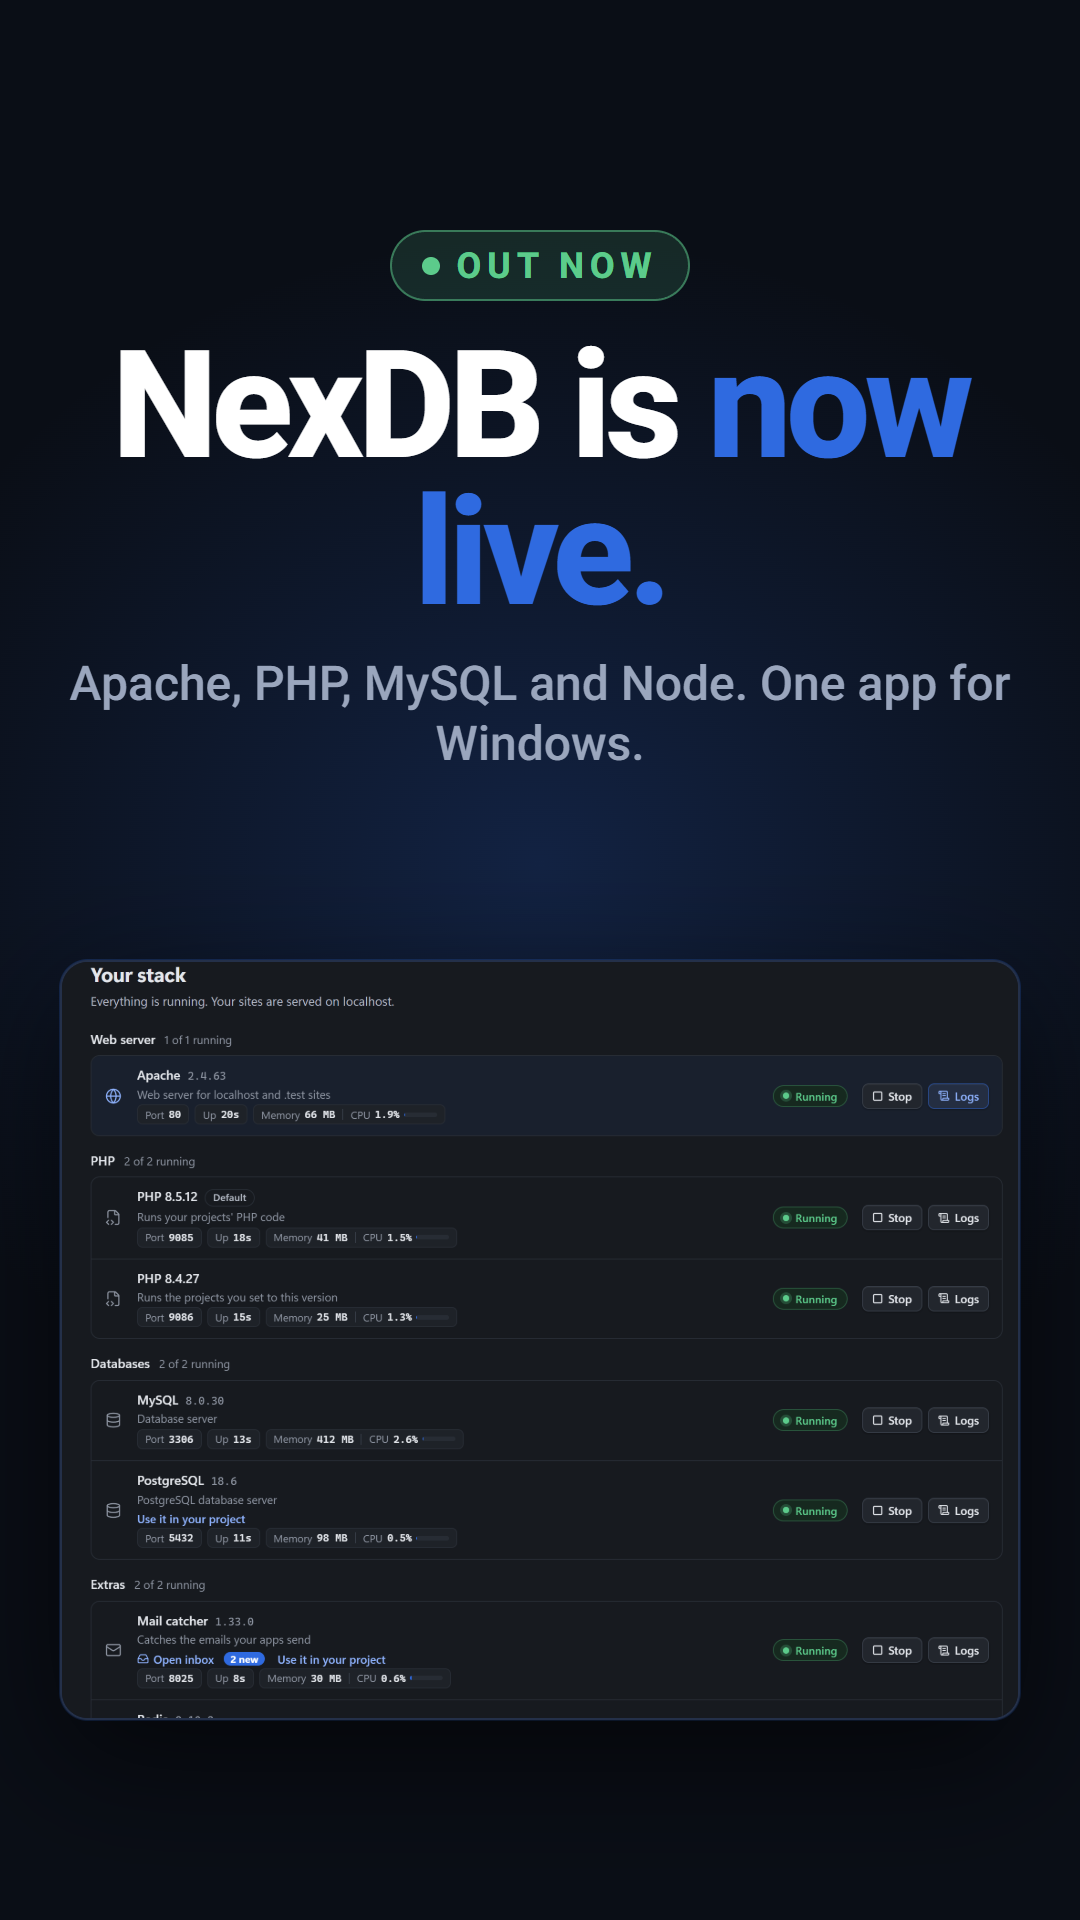 OUT NOW
NexDB is now
live.
Apache, PHP, MySQL and Node. One app for
Windows.
Your stack
Everything is running. Your sites are served on localhost.
Web server 1 of 1 running
Apache 2.4.63
Web server for localhost and .test sites
Running Stop Logs
Port 80 Up 20s Memory 66 MB CPU 1.9%
PHP 2 of 2 running
PHP 8.5.12 Default
Runs your projects' PHP code
Running Stop Logs
Port 9085 Up 18s Memory 41 MB CPU 1.5%
PHP 8.4.27
Runs the projects you set to this version
Running Stop Logs
Port 9086 Up 15s Memory 25 MB CPU 1.3%
Databases 2 of 2 running
MySQL 8.0.30
Database server
Running Stop Logs
Port 3306 Up 13s Memory 412 MB CPU 2.6%
PostgreSQL 18.6
PostgreSQL database server
Running Stop Logs
Use it in your project
Port 5432 Up 11s Memory 98 MB CPU 0.5%
Extras 2 of 2 running
Mail catcher 1.33.0
Catches the emails your apps send
Running Stop Logs
Open inbox 2 new Use it in your project
Port 8025 Up 8s Memory 30 MB CPU 0.6%